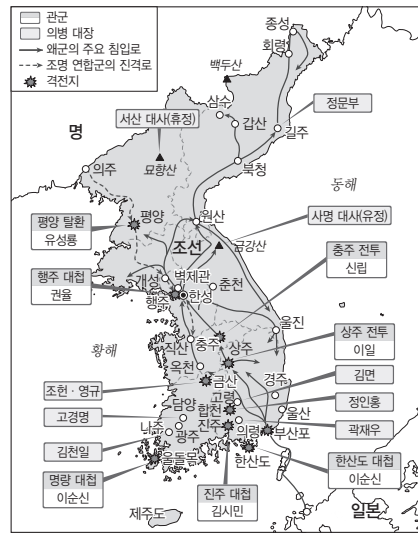 관군
의병 대장
왜군의 주요 침입로
조명 연합군의 진격로
격전지
종성
회령
백두산
삼수
갑산
정문부
서산 대사(휴정)
명
길주
의주
묘향산
북청
동해
평양
원산
사명 대사(유정)
평양 탈환
유성룡
조선
금강산
충주 전투
신립
개성
벽제관
춘천
행주 대첩
권율
행주
한성
울진
상주 전투
이일
황해
직산
충주
상주
옥천
김면
조헌·영규
금산
고령
경주
정인홍
고경명
담양
합천
울산
곽재우
나주
진주
의령
부산포
김천일
광주
울돌목
한산도
한산도 대첩
이순신
명량 대첩
이순신
진주 대첩
김시민
제주도
일본